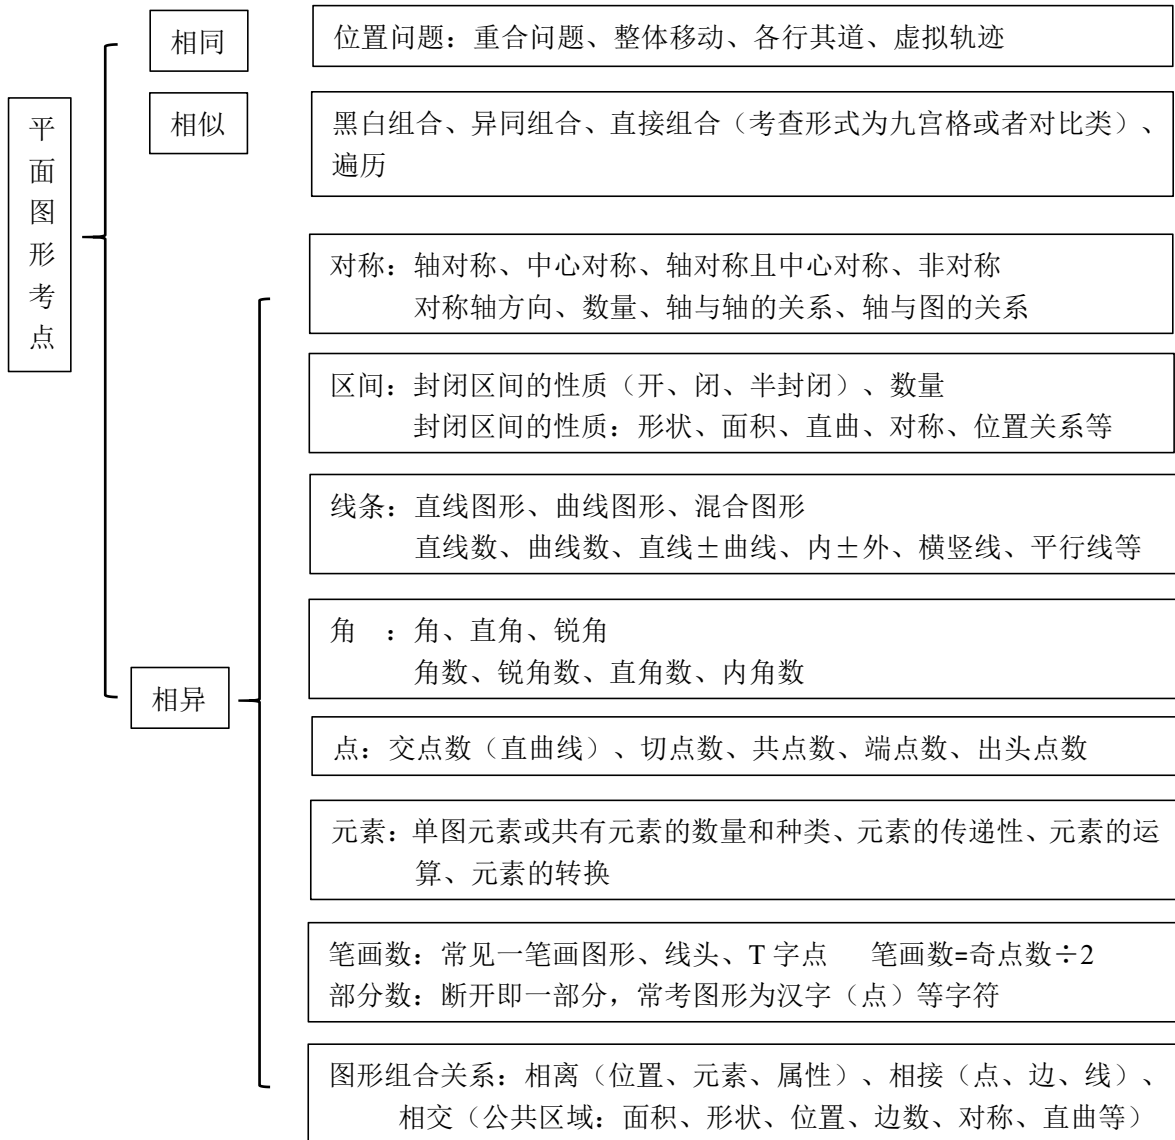 平面图形考点
相同
位置问题：重合问题、整体移动、各行其道、虚拟轨迹
相似
黑白组合、异同组合、直接组合（考查形式为九宫格或者对比类）、
遍历
相异
对称：轴对称、中心对称、轴对称且中心对称、非对称
对称轴方向、数量、轴与轴的关系、轴与图的关系
区间：封闭区间的性质（开、闭、半封闭）、数量
封闭区间的性质：形状、面积、直曲、对称、位置关系等
线条：直线图形、曲线图形、混合图形
直线数、曲线数、直线±曲线、内±外、横竖线、平行线等
角　：角、直角、锐角
角数、锐角数、直角数、内角数
点：交点数（直曲线）、切点数、共点数、端点数、出头点数
元素：单图元素或共有元素的数量和种类、元素的传递性、元素的运
算、元素的转换
笔画数：常见一笔画图形、线头、T 字点　笔画数=奇点数÷2
部分数：断开即一部分，常考图形为汉字（点）等字符
图形组合关系：相离（位置、元素、属性）、相接（点、边、线）、
相交（公共区域：面积、形状、位置、边数、对称、直曲等）